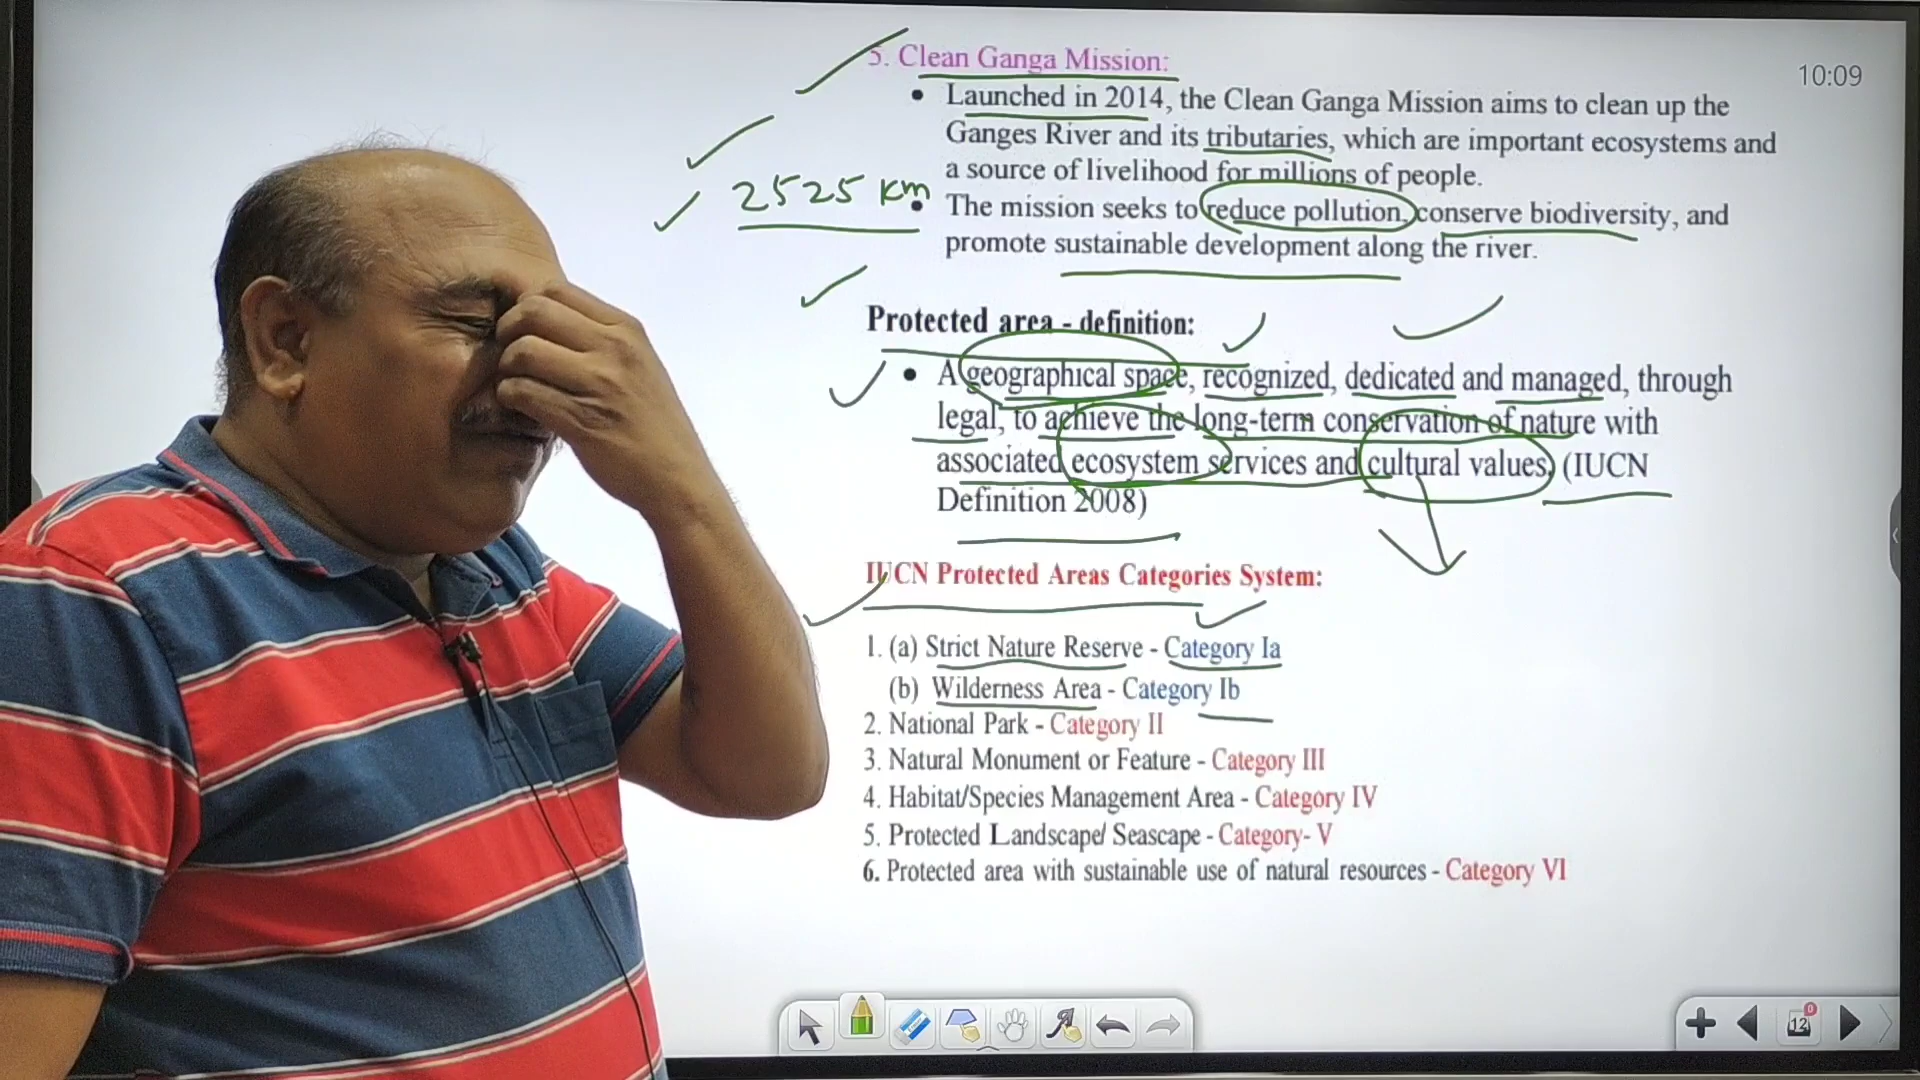 5. Clean Ganga Mission:
10:09
• Launched in 2014, the Clean Ganga Mission aims to clean up the
Ganges River and its tributaries, which are important ecosystems and
a source of livelihood for millions of people.
2525 km
• The mission seeks to reduce pollution, conserve biodiversity, and
promote sustainable development along the river.
Protected area - definition:
• A geographical space, recognized, dedicated and managed, through
legal, to achieve the long-term conservation of nature with
associated ecosystem services and cultural values. (IUCN
Definition 2008)
IUCN Protected Areas Categories System:
1. (a) Strict Nature Reserve - Category Ia
(b) Wilderness Area - Category Ib
2. National Park - Category II
3. Natural Monument or Feature - Category III
4. Habitat/Species Management Area - Category IV
5. Protected Landscape/ Seascape - Category- V
6. Protected area with sustainable use of natural resources - Category VI
12
0